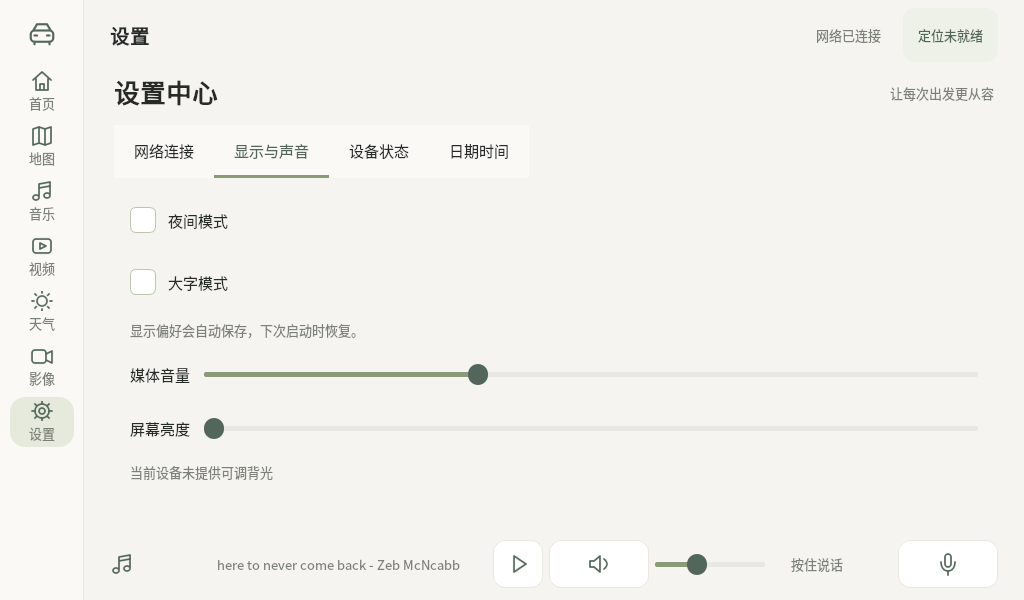 设置
网络已连接
定位未就绪
首页
地图
音乐
视频
天气
影像
设置
设置中心
让每次出发更从容
网络连接
显示与声音
设备状态
日期时间
夜间模式
大字模式
显示偏好会自动保存，下次启动时恢复。
媒体音量
屏幕亮度
当前设备未提供可调背光
here to never come back - Zeb McNcabb
按住说话